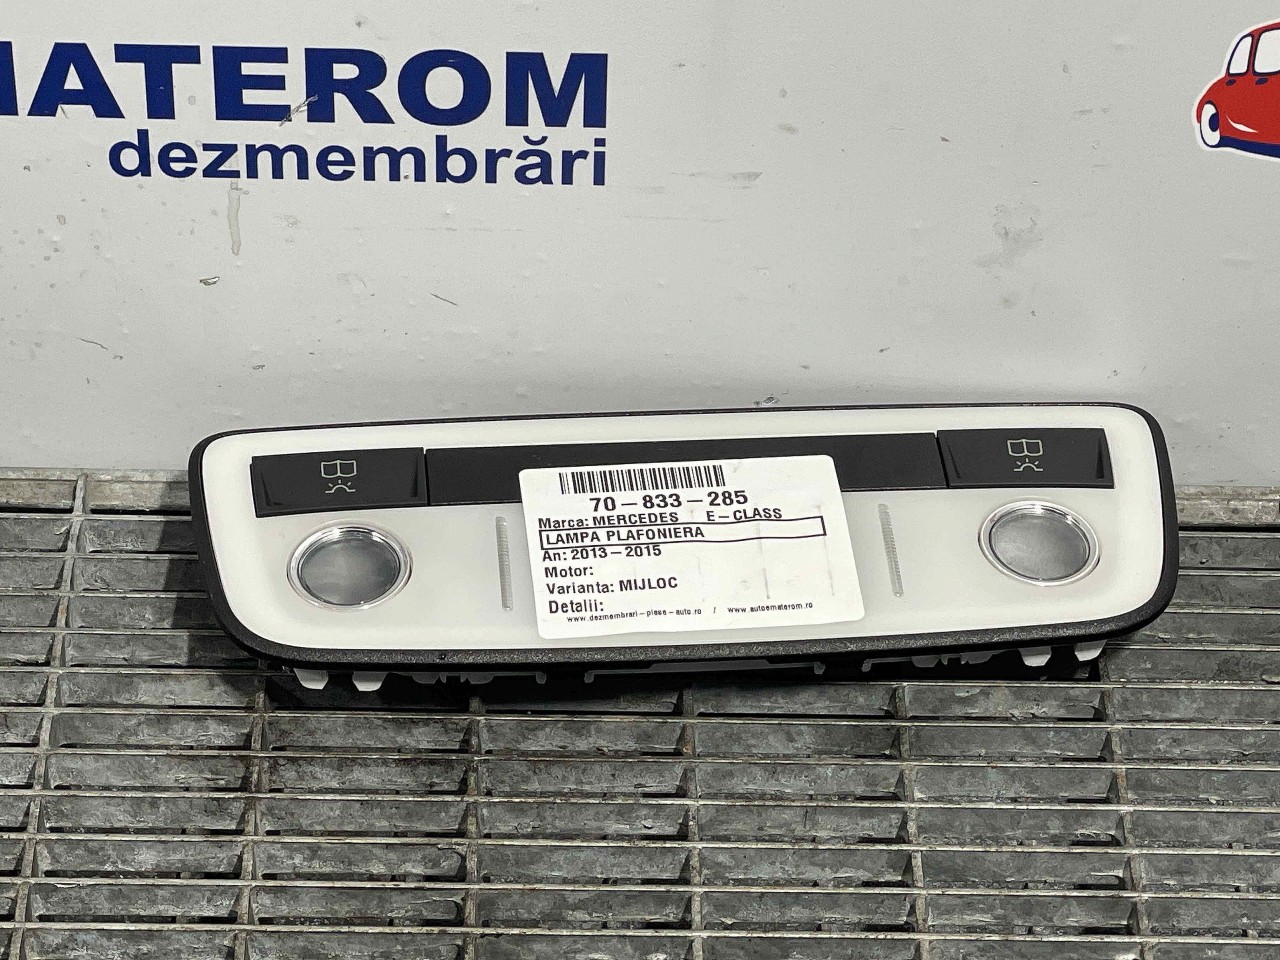 MATEROM
dezmembrări
70-833-285
Marca: MERCEDES E-CLASS
LAMPA PLAFONIERA
An: 2013-2015
Motor:
Varianta: MIJLOC
Detalii:
www.dezmembrari-piese-auto.ro / www.autoematerom.ro